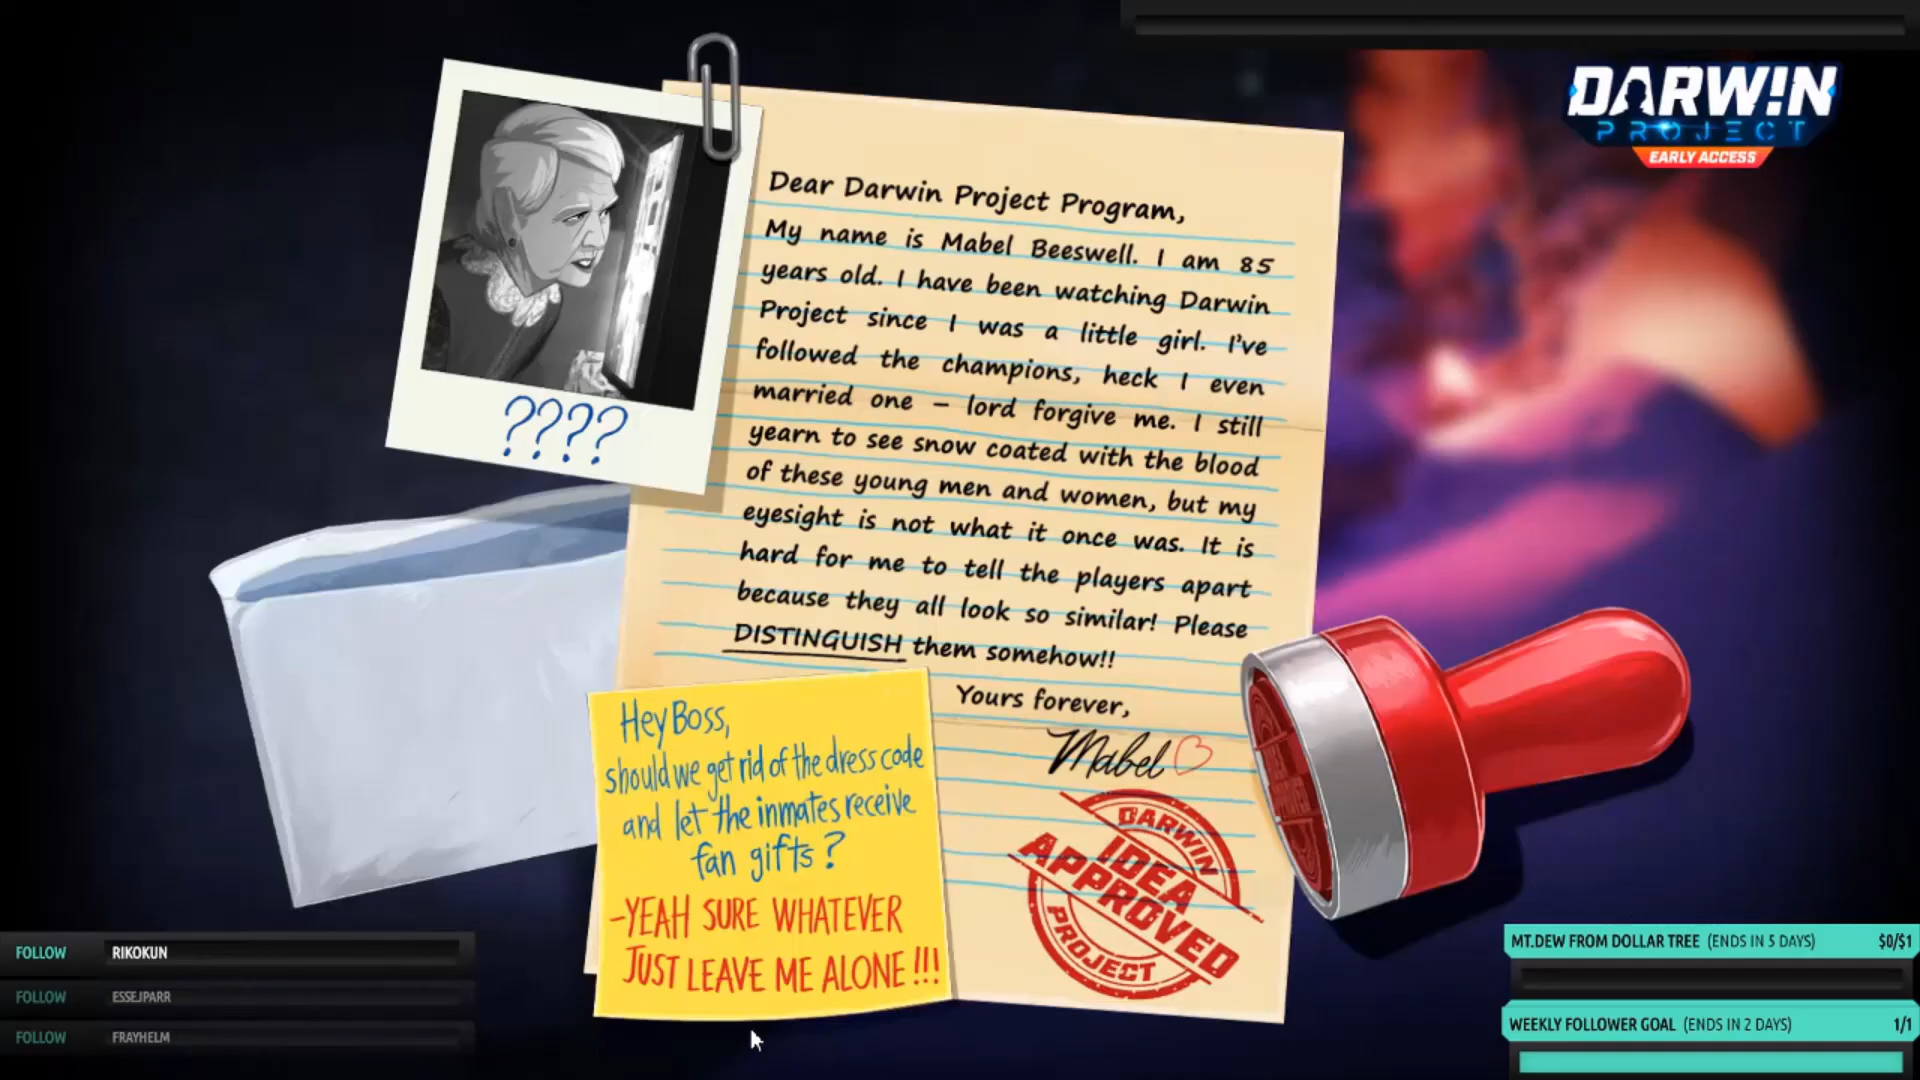 DARW!N
PROJECT
EARLY ACCESS
????
Dear Darwin Project Program,
My name is Mabel Beeswell. I am 85
years old. I have been watching Darwin
Project since I was a little girl. I've
followed the champions, heck I even
married one – lord forgive me. I still
yearn to see snow coated with the blood
of these young men and women, but my
eyesight is not what it once was. It is
hard for me to tell the players apart
because they all look so similar! Please
DISTINGUISH them somehow!!
Yours forever,
Mabel
Hey Boss,
should we get rid of the dress code
and let the inmates receive
fan gifts?
-YEAH SURE WHATEVER
JUST LEAVE ME ALONE!!!
DARWIN
IDEA
APPROVED
PROJECT
FOLLOW RIKOKUN
FOLLOW ESSEJPARR
FOLLOW FRAYHELM
MT.DEW FROM DOLLAR TREE (ENDS IN 5 DAYS) $0/$1
WEEKLY FOLLOWER GOAL (ENDS IN 2 DAYS) 1/1